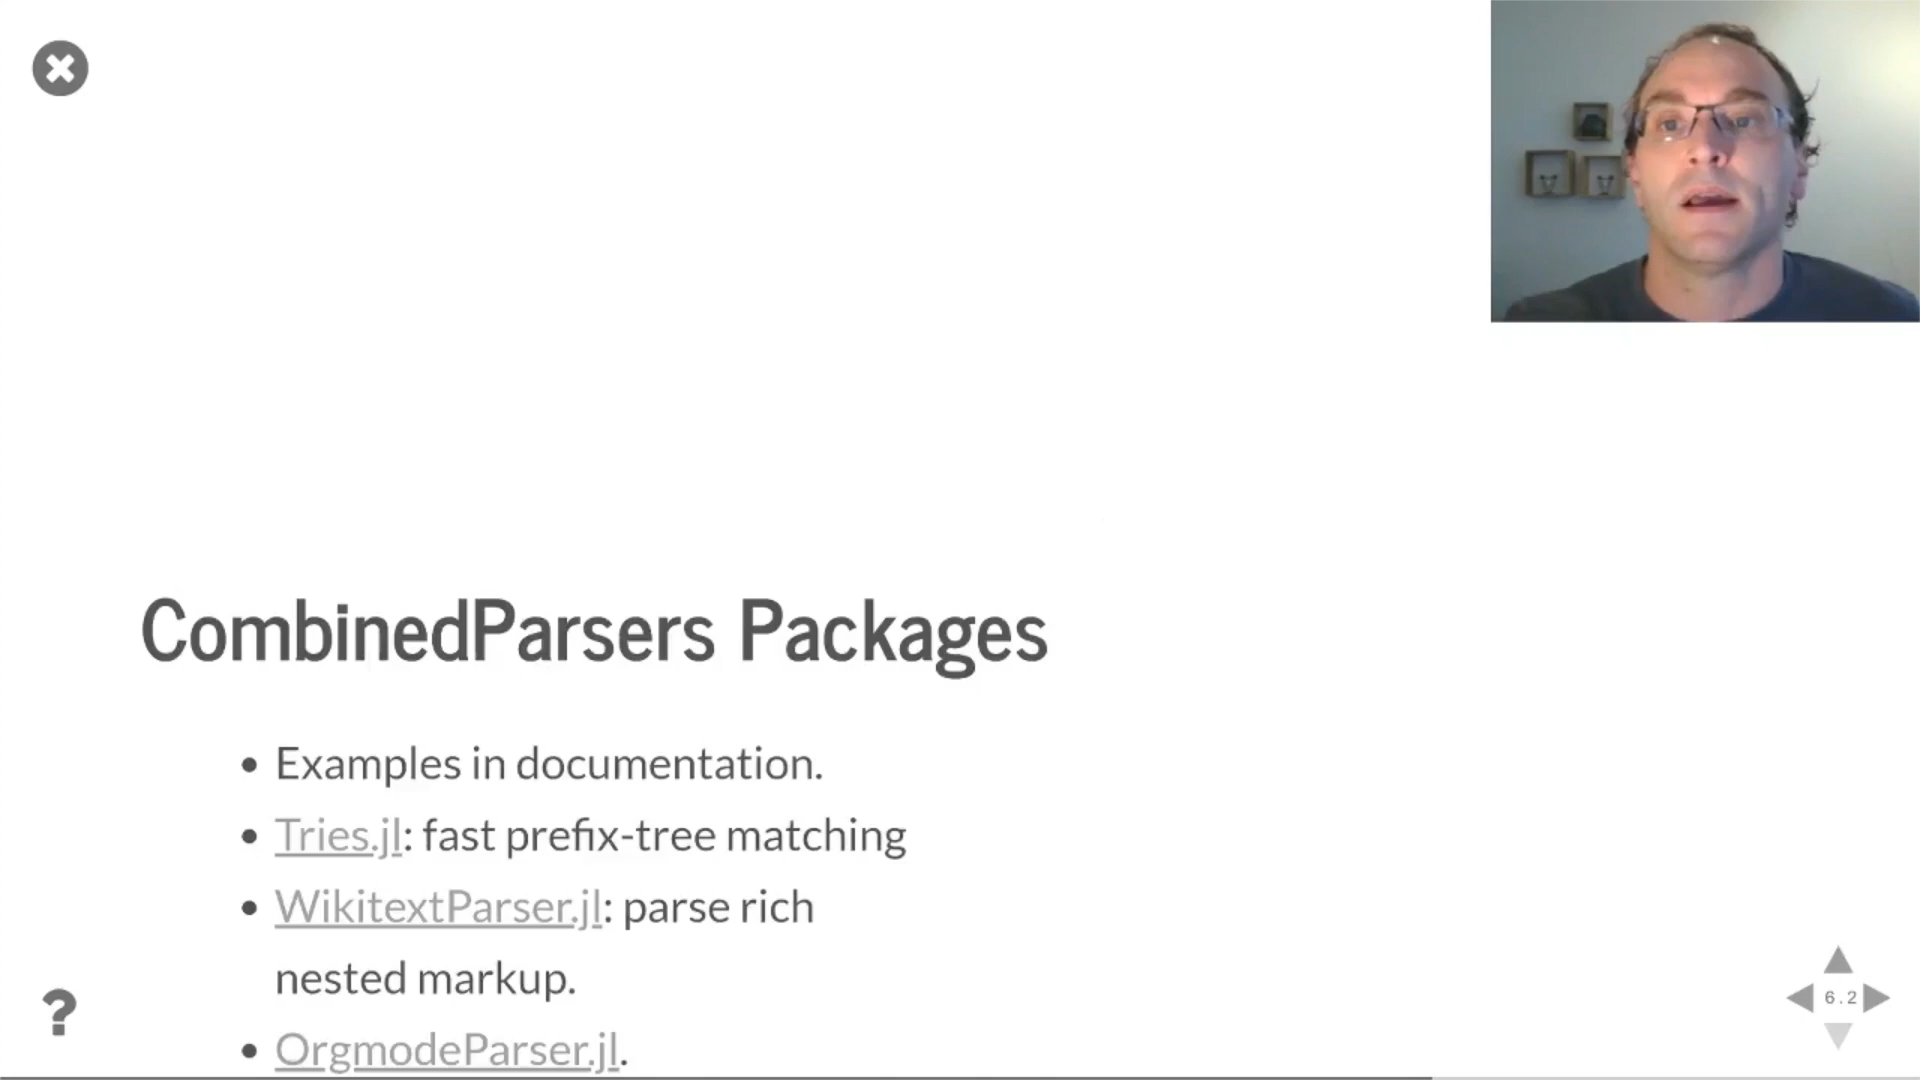 CombinedParsers Packages
• Examples in documentation.
• Tries.jl: fast prefix-tree matching
• WikitextParser.jl: parse rich
nested markup.
• OrgmodeParser.jl.
?
6.2